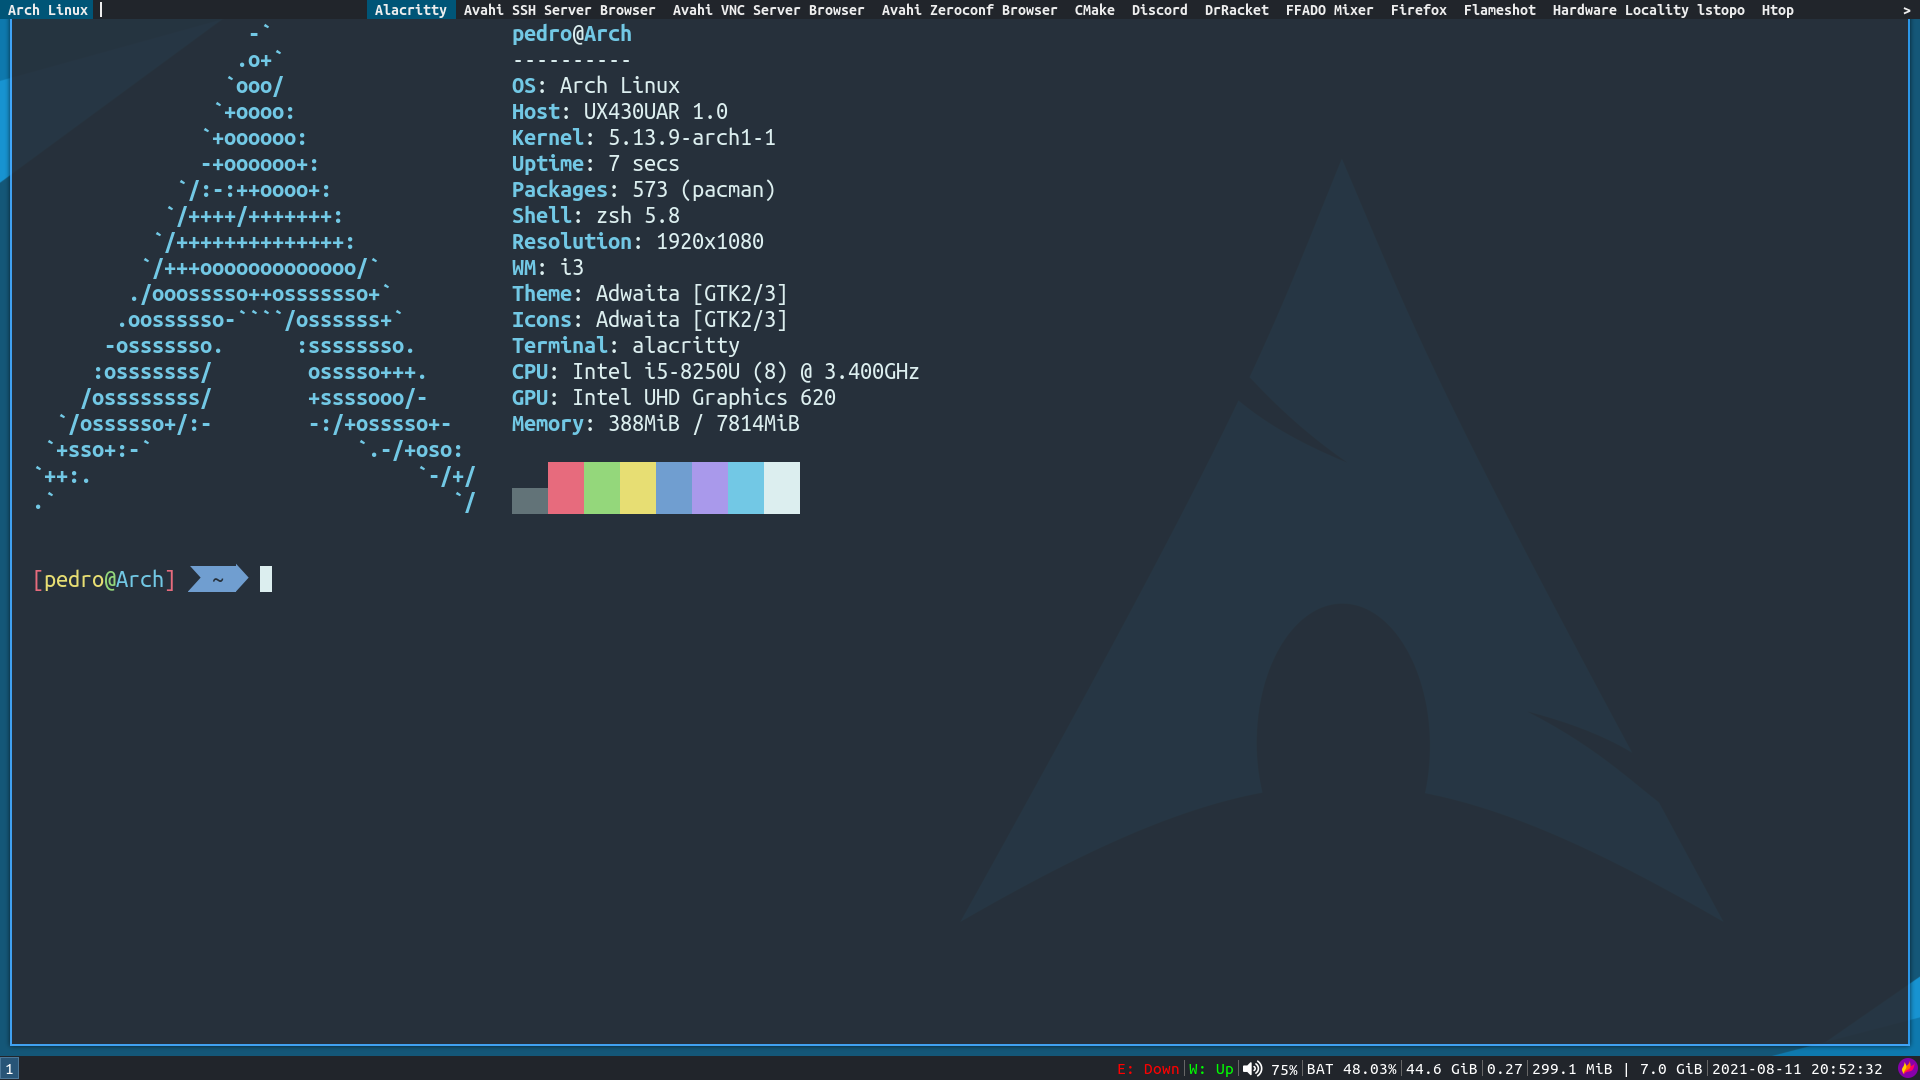 Arch Linux | Alacritty Avahi SSH Server Browser Avahi VNC Server Browser Avahi Zeroconf Browser CMake Discord DrRacket FFADO Mixer Firefox Flameshot Hardware Locality lstopo Htop >
                  -`
                 .o+`
                `ooo/
               `+oooo:
              `+oooooo:
              -+oooooo+:
            `/:-:++oooo+:
           `/++++/+++++++:
          `/++++++++++++++:
         `/+++ooooooooooooo/`
        ./ooosssso++osssssso+`
       .oossssso-````/ossssss+`
      -osssssso.      :ssssssso.
     :osssssss/        osssso+++.
    /ossssssss/        +ssssooo/-
  `/ossssso+/:-        -:/+osssso+-
 `+sso+:-`                 `.-/+oso:
`++:.                           `-/+/
.`                                 `/
pedro@Arch
----------
OS: Arch Linux
Host: UX430UAR 1.0
Kernel: 5.13.9-arch1-1
Uptime: 7 secs
Packages: 573 (pacman)
Shell: zsh 5.8
Resolution: 1920x1080
WM: i3
Theme: Adwaita [GTK2/3]
Icons: Adwaita [GTK2/3]
Terminal: alacritty
CPU: Intel i5-8250U (8) @ 3.400GHz
GPU: Intel UHD Graphics 620
Memory: 388MiB / 7814MiB
[pedro@Arch] ~
1 E: Down|W: Up| 75%|BAT 48.03%|44.6 GiB|0.27|299.1 MiB | 7.0 GiB|2021-08-11 20:52:32